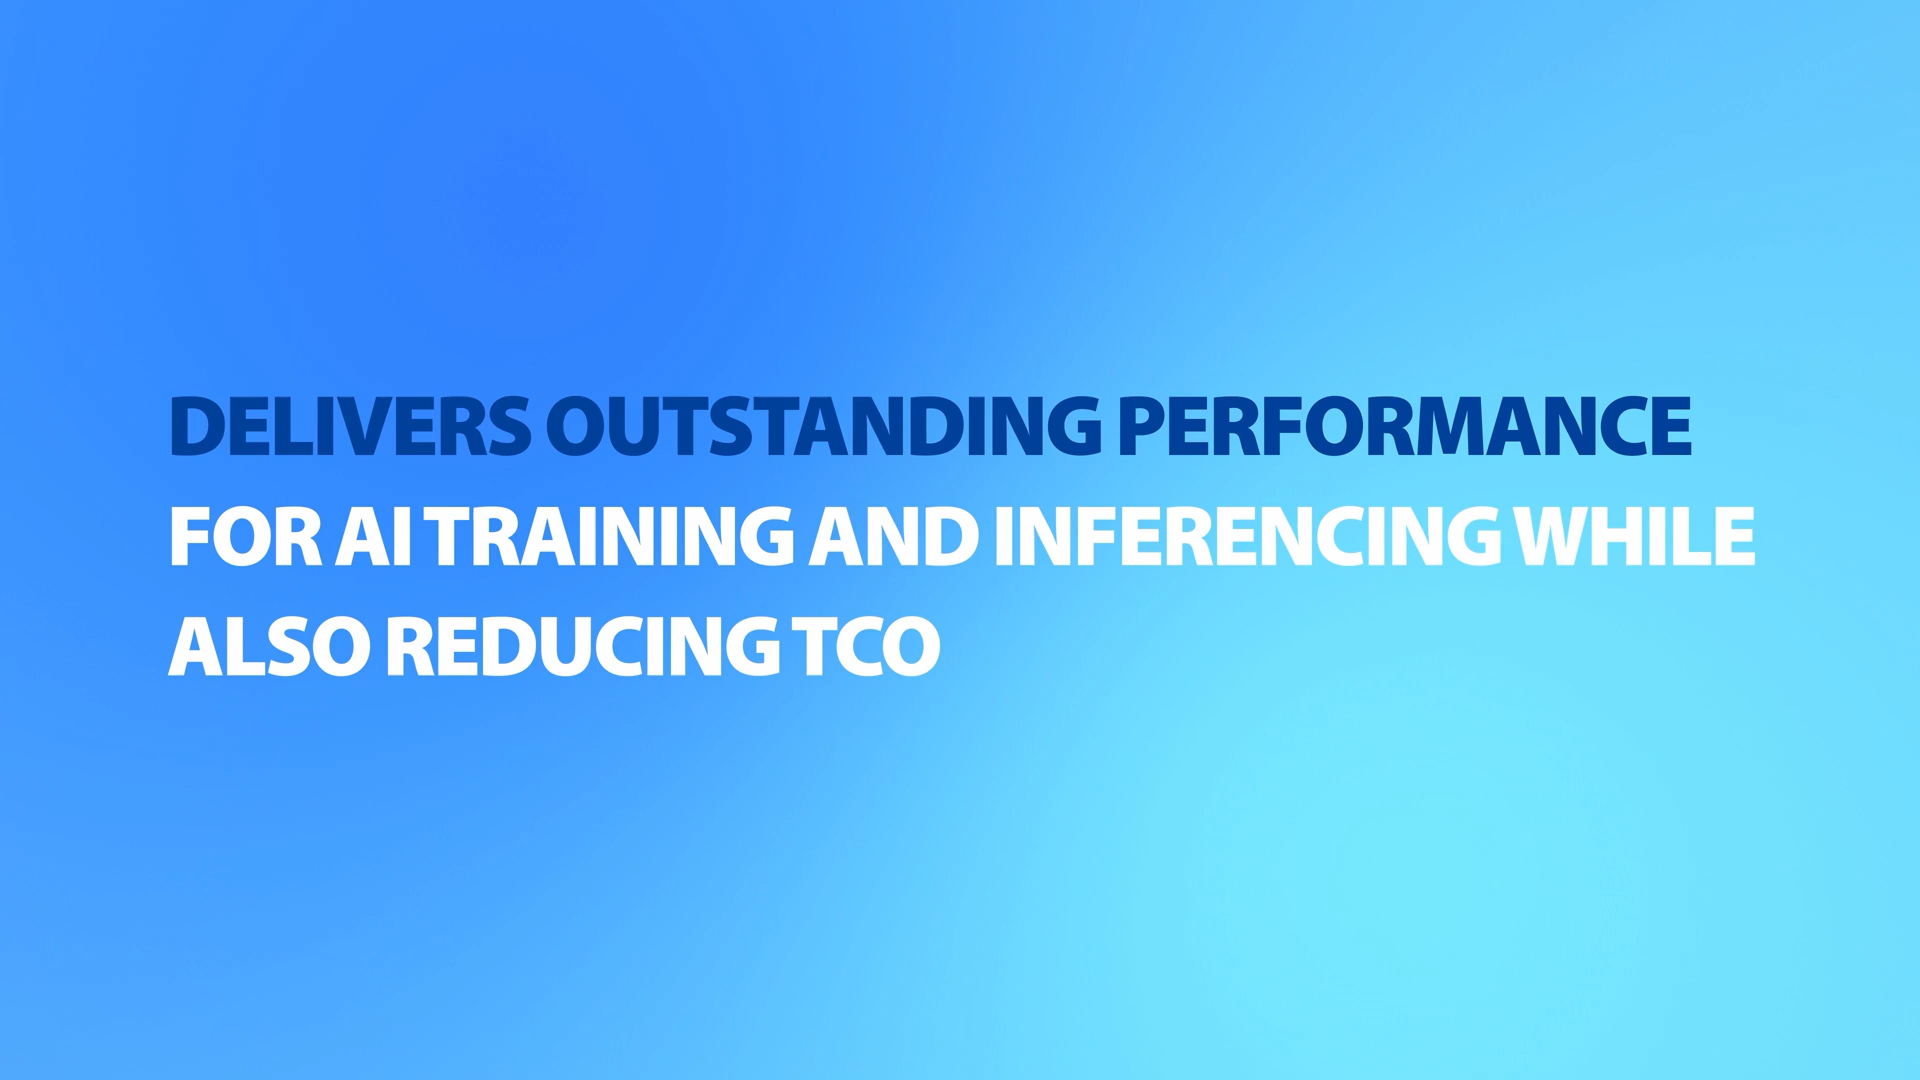 DELIVERS OUTSTANDING PERFORMANCE
FOR AI TRAINING AND INFERENCING WHILE
ALSO REDUCING TCO